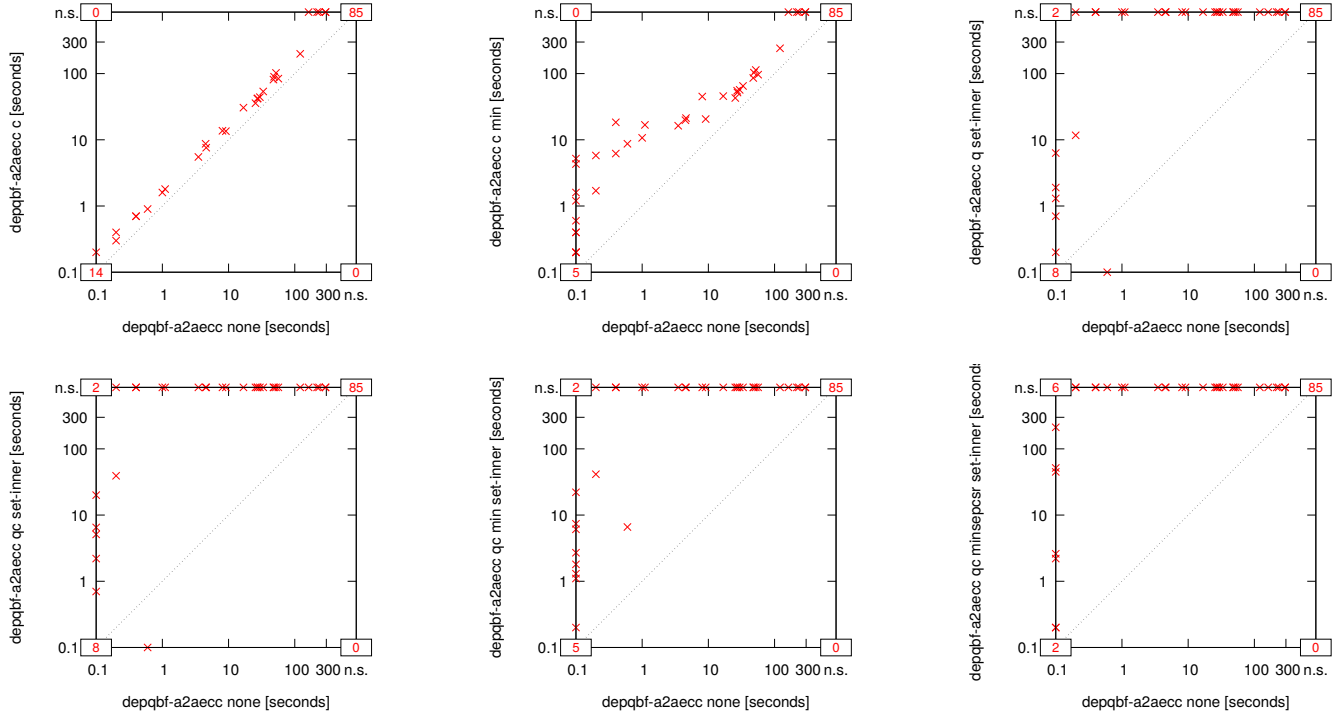 depqbf-a2aecc c [seconds]
n.s.
300
100
10
1
0.1
0
85
14
0
0.1 1 10 100 300 n.s.
depqbf-a2aecc none [seconds]
depqbf-a2aecc c min [seconds]
n.s.
300
100
10
1
0.1
0
85
5
0
0.1 1 10 100 300 n.s.
depqbf-a2aecc none [seconds]
depqbf-a2aecc q set-inner [seconds]
n.s.
300
100
10
1
0.1
2
85
8
0
0.1 1 10 100 300 n.s.
depqbf-a2aecc none [seconds]
depqbf-a2aecc qc set-inner [seconds]
n.s.
300
100
10
1
0.1
2
85
8
0
0.1 1 10 100 300 n.s.
depqbf-a2aecc none [seconds]
depqbf-a2aecc qc min set-inner [seconds]
n.s.
300
100
10
1
0.1
2
85
5
0
0.1 1 10 100 300 n.s.
depqbf-a2aecc none [seconds]
depqbf-a2aecc qc minsepcsr set-inner [second
n.s.
300
100
10
1
0.1
6
85
2
0
0.1 1 10 100 300 n.s.
depqbf-a2aecc none [seconds]